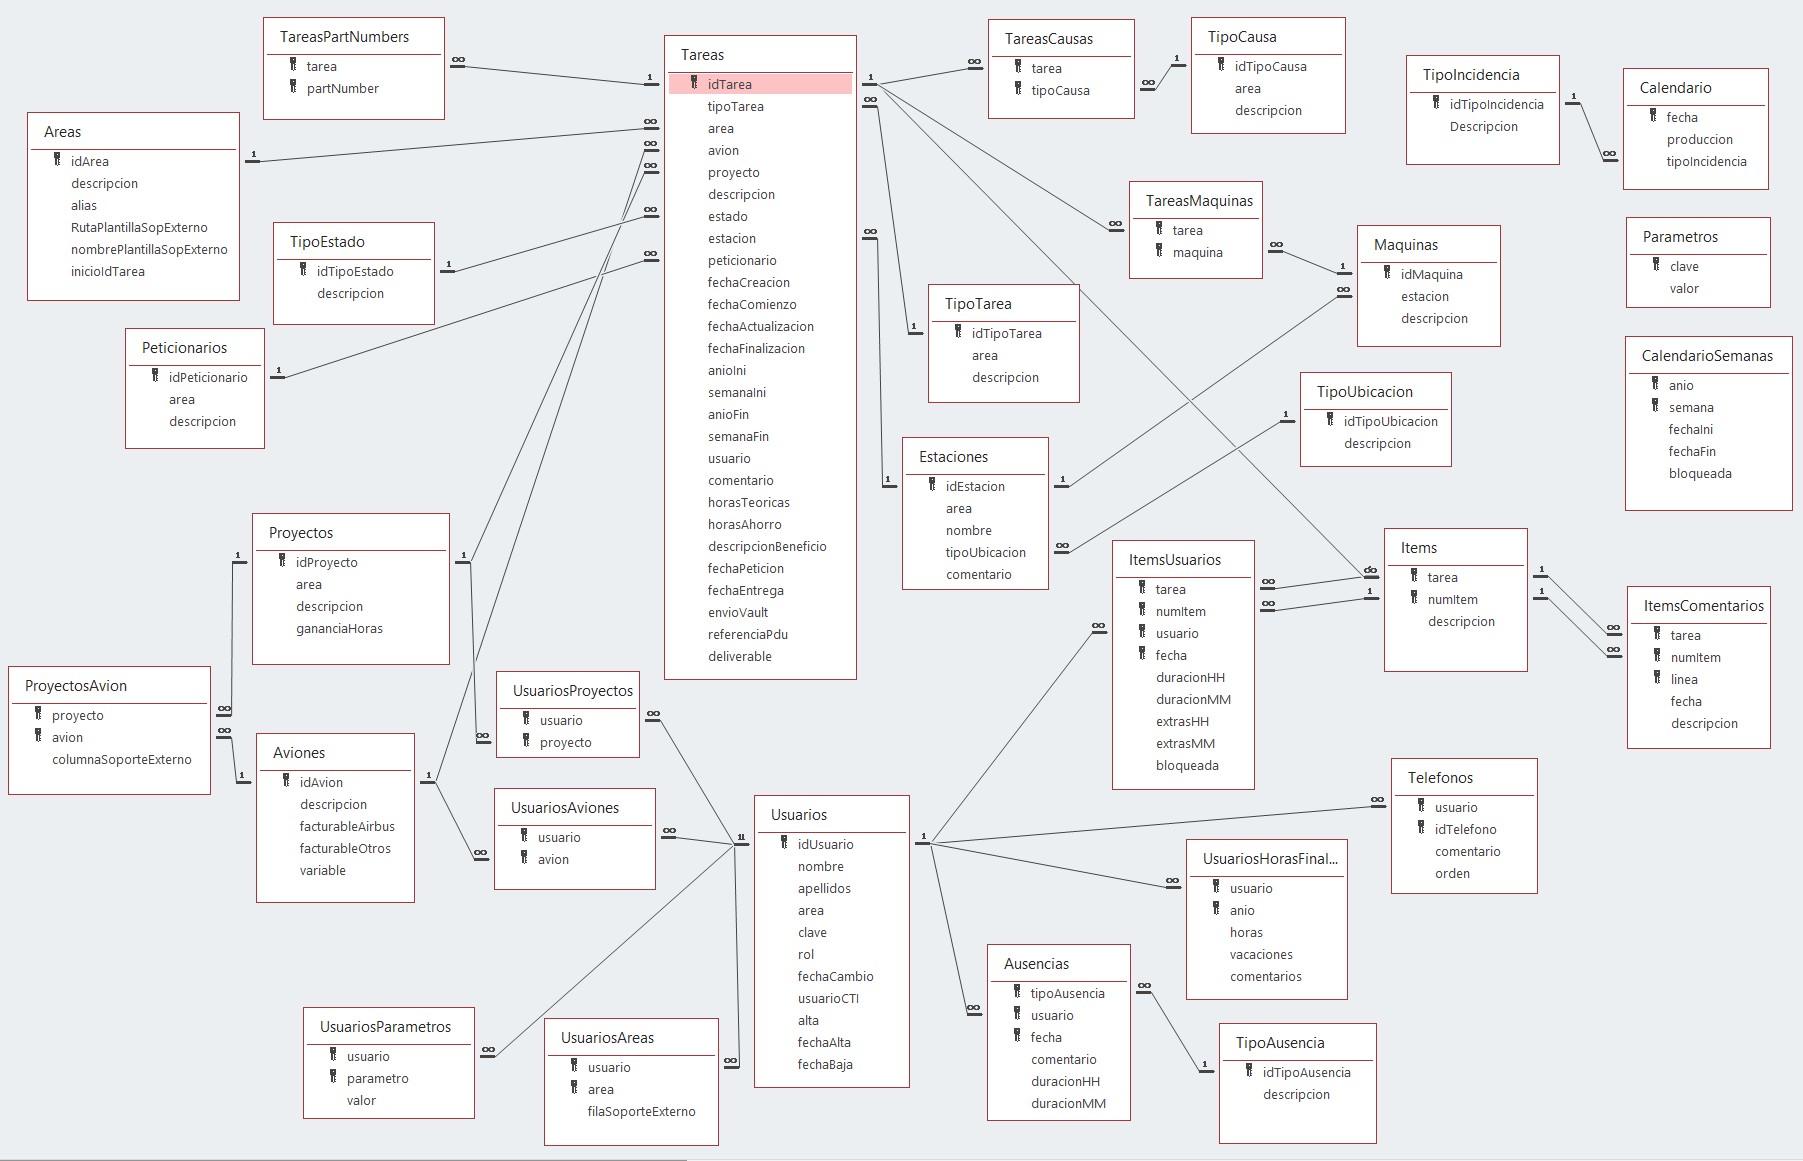 TareasPartNumbers
tarea
partNumber
Areas
idArea
descripcion
alias
RutaPlantillaSopExterno
nombrePlantillaSopExterno
inicioIdTarea
TipoEstado
idTipoEstado
descripcion
Peticionarios
idPeticionario
area
descripcion
Proyectos
idProyecto
area
descripcion
gananciaHoras
ProyectosAvion
proyecto
avion
columnaSoporteExterno
Aviones
idAvion
descripcion
facturableAirbus
facturableOtros
variable
UsuariosProyectos
usuario
proyecto
UsuariosAviones
usuario
avion
UsuariosParametros
usuario
parametro
valor
UsuariosAreas
usuario
area
filaSoporteExterno
Tareas
idTarea
tipoTarea
area
avion
proyecto
descripcion
estado
estacion
peticionario
fechaCreacion
fechaComienzo
fechaActualizacion
fechaFinalizacion
anioIni
semanaIni
anioFin
semanaFin
usuario
comentario
horasTeoricas
horasAhorro
descripcionBeneficio
fechaPeticion
fechaEntrega
envioVault
referenciaPdu
deliverable
Usuarios
idUsuario
nombre
apellidos
area
clave
rol
fechaCambio
usuarioCTI
alta
fechaAlta
fechaBaja
TareasCausas
tarea
tipoCausa
TipoCausa
idTipoCausa
area
descripcion
TipoIncidencia
idTipoIncidencia
Descripcion
Calendario
fecha
produccion
tipoIncidencia
TareasMaquinas
tarea
maquina
Maquinas
idMaquina
estacion
descripcion
Parametros
clave
valor
TipoTarea
idTipoTarea
area
descripcion
CalendarioSemanas
anio
semana
fechaIni
fechaFin
bloqueada
TipoUbicacion
idTipoUbicacion
descripcion
Estaciones
idEstacion
area
nombre
tipoUbicacion
comentario
ItemsUsuarios
tarea
numItem
usuario
fecha
duracionHH
duracionMM
extrasHH
extrasMM
bloqueada
Items
tarea
numItem
descripcion
ItemsComentarios
tarea
numItem
linea
fecha
descripcion
Telefonos
usuario
idTelefono
comentario
orden
UsuariosHorasFinal...
usuario
anio
horas
vacaciones
comentarios
Ausencias
tipoAusencia
usuario
fecha
comentario
duracionHH
duracionMM
TipoAusencia
idTipoAusencia
descripcion